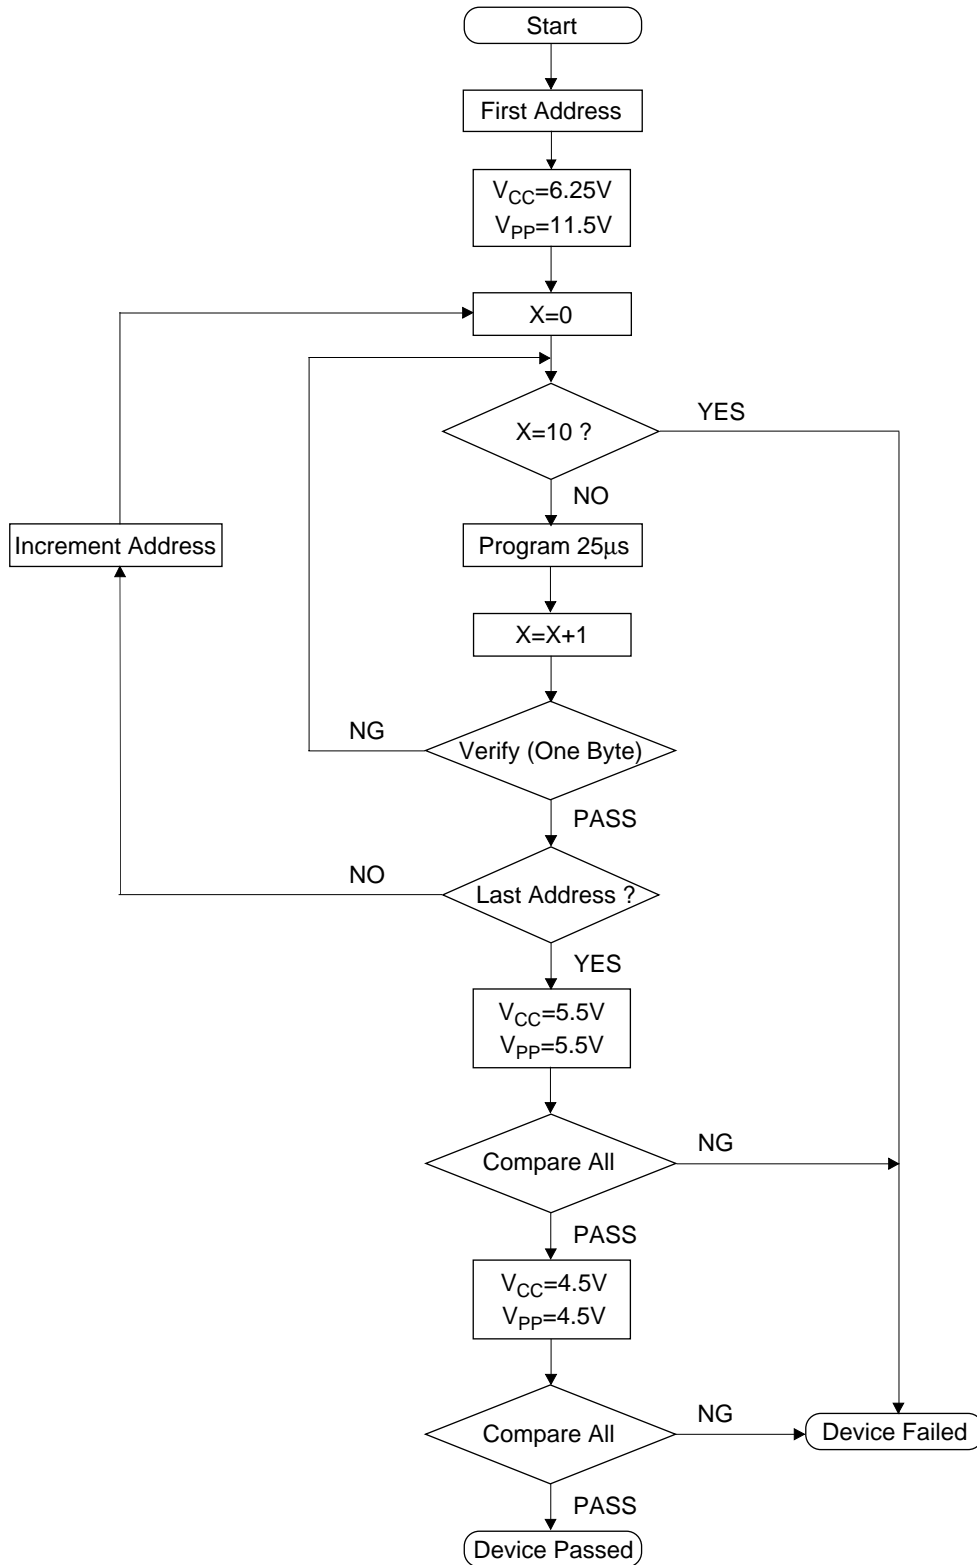 Start
First Address
VCC=6.25V
VPP=11.5V
X=0
X=10 ?
YES
NO
Increment Address
Program 25μs
X=X+1
NG
Verify (One Byte)
PASS
NO
Last Address ?
YES
VCC=5.5V
VPP=5.5V
Compare All
NG
PASS
VCC=4.5V
VPP=4.5V
Compare All
NG
Device Failed
PASS
Device Passed